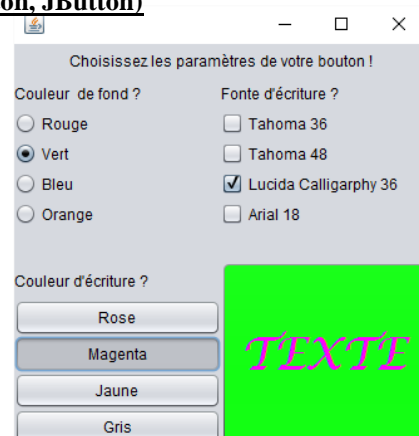 on, JButton)
Choisissez les paramètres de votre bouton !
Couleur de fond ?
Rouge
Vert
Bleu
Orange
Fonte d'écriture ?
Tahoma 36
Tahoma 48
Lucida Calligarphy 36
Arial 18
Couleur d'écriture ?
Rose
Magenta
Jaune
Gris
TEXTE